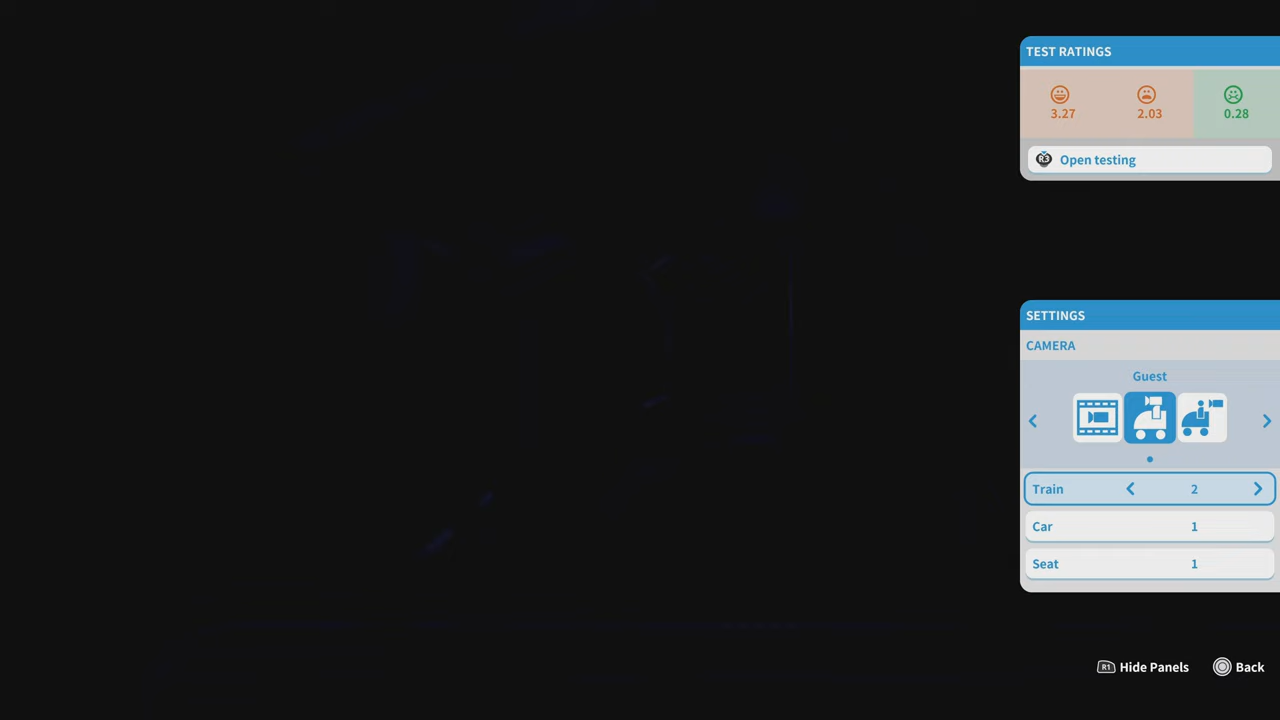 TEST RATINGS
3.27 2.03 0.28
R3 Open testing
SETTINGS
CAMERA
Guest
Train 2
Car 1
Seat 1
R1 Hide Panels Back